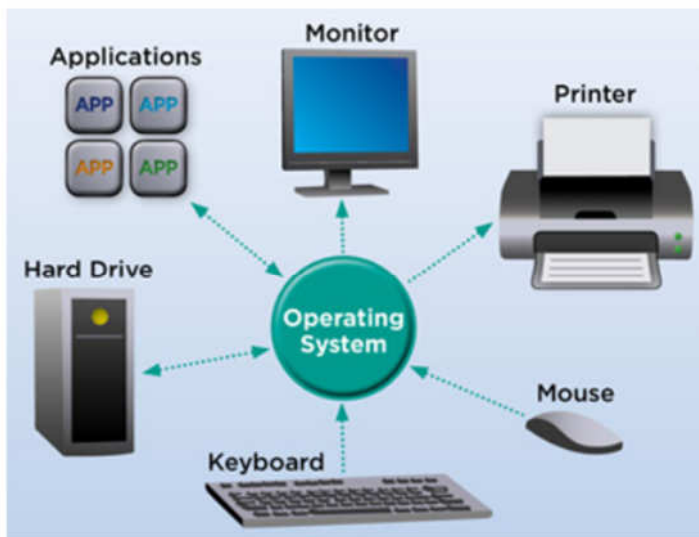 Monitor
Applications
APP APP
APP APP
Printer
Hard Drive
Operating
System
Mouse
Keyboard